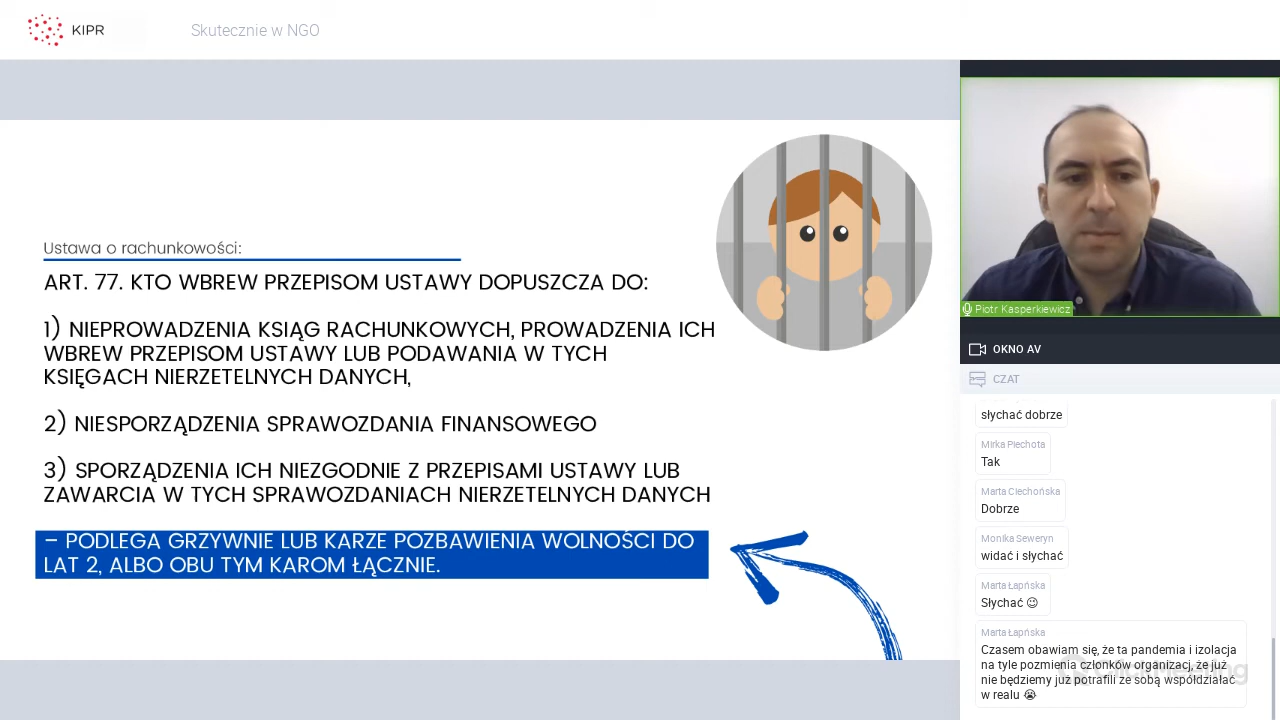 KIPR
Skutecznie w NGO
Ustawa o rachunkowości:
ART. 77. KTO WBREW PRZEPISOM USTAWY DOPUSZCZA DO:
1) NIEPROWADZENIA KSIĄG RACHUNKOWYCH, PROWADZENIA ICH
WBREW PRZEPISOM USTAWY LUB PODAWANIA W TYCH
KSIĘGACH NIERZETELNYCH DANYCH,
2) NIESPORZĄDZENIA SPRAWOZDANIA FINANSOWEGO
3) SPORZĄDZENIA ICH NIEZGODNIE Z PRZEPISAMI USTAWY LUB
ZAWARCIA W TYCH SPRAWOZDANIACH NIERZETELNYCH DANYCH
– PODLEGA GRZYWNIE LUB KARZE POZBAWIENIA WOLNOŚCI DO
LAT 2, ALBO OBU TYM KAROM ŁĄCZNIE.
Piotr Kasperkiewicz
OKNO AV
CZAT
słychać dobrze
Mirka Piechota
Tak
Marta Ciechońska
Dobrze
Monika Seweryn
widać i słychać
Marta Łapńska
Słychać 😉
Marta Łapńska
Czasem obawiam się, że ta pandemia i izolacja
na tyle pozmienia członków organizacj, że już
nie będziemy już potrafili ze sobą współdziałać
w realu 😭